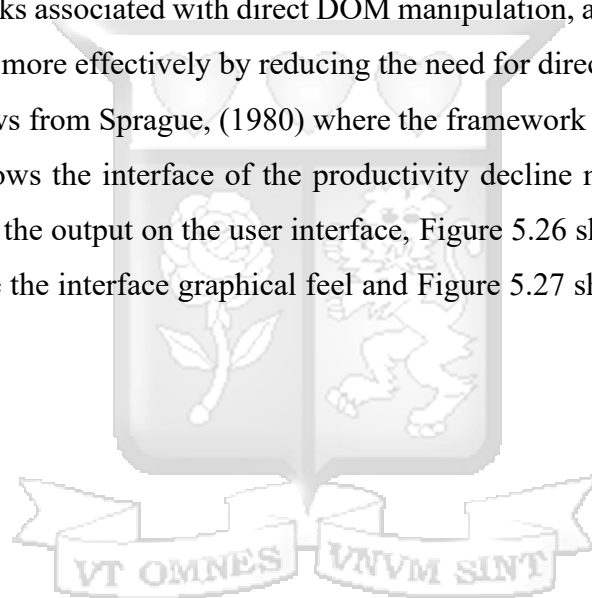 ks associated with direct DOM manipulation, a
more effectively by reducing the need for direc
ws from Sprague, (1980) where the framework
ows the interface of the productivity decline
the output on the user interface, Figure 5.26 sh
the interface graphical feel and Figure 5.27 sh
VT OMNES VNVM SINT